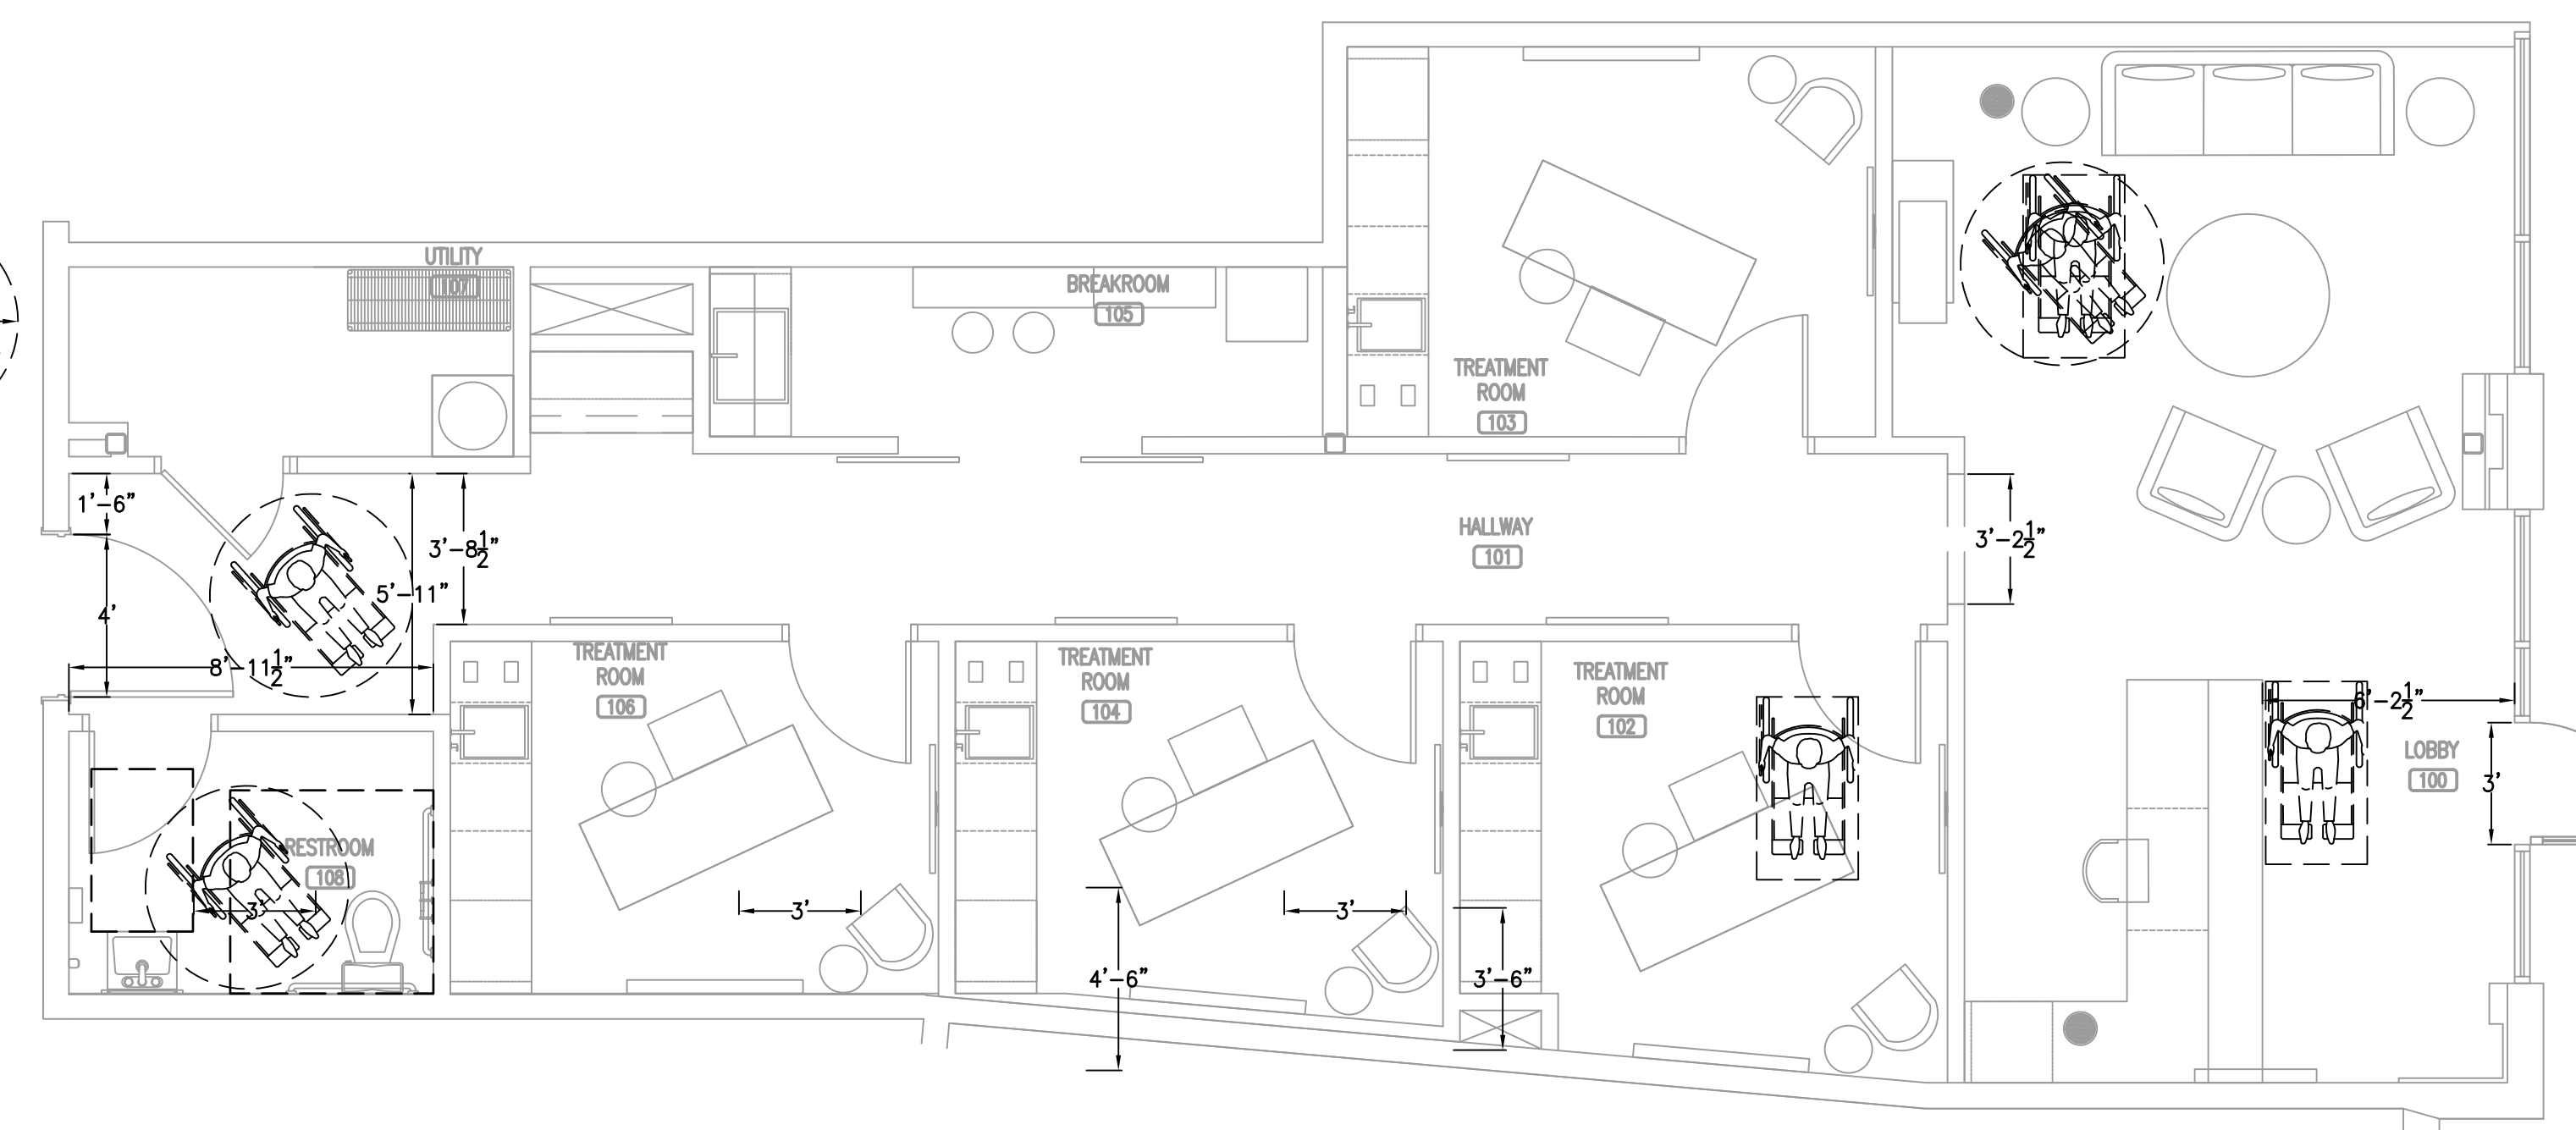 UTILITY
107
BREAKROOM
105
TREATMENT
ROOM
103
1'-6"
3'-8½"
HALLWAY
101
3'-2½"
5'-11"
4'
8'-11½"
TREATMENT
ROOM
106
TREATMENT
ROOM
104
TREATMENT
ROOM
102
6'-2½"
LOBBY
100
3'
RESTROOM
108
3'
3'
3'
4'-6"
3'-6"